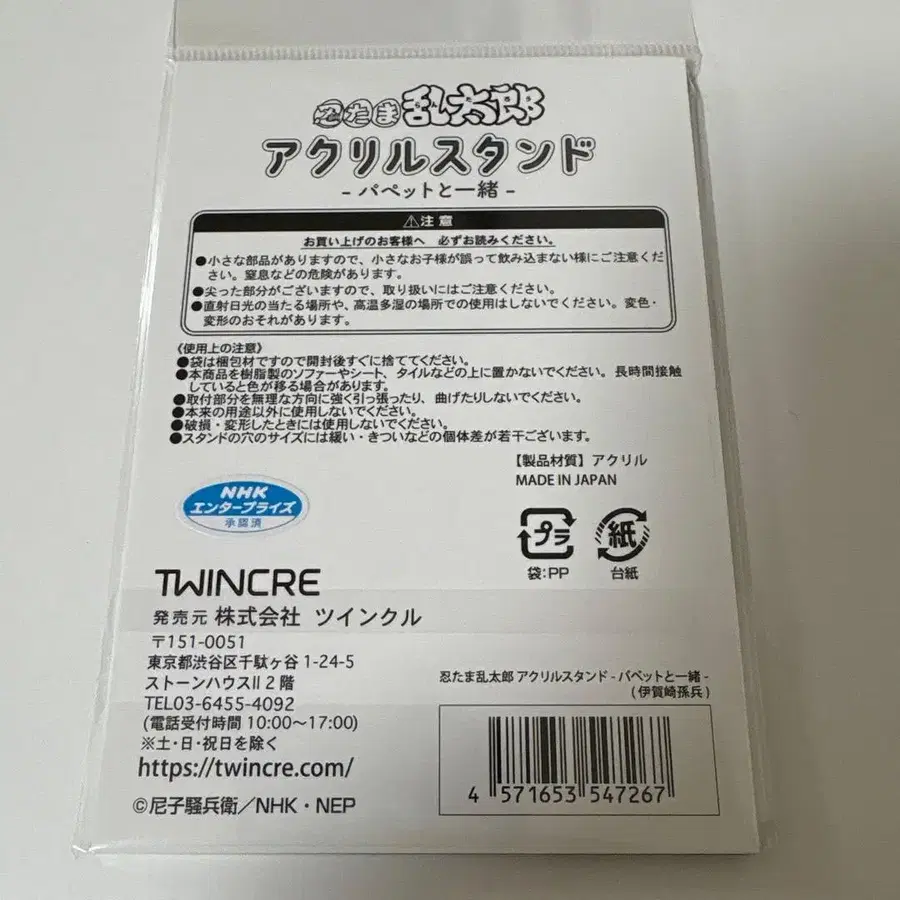 忍たま乱太郎
アクリルスタンド
- パペットと一緒 -
⚠注意
お買い上げのお客様へ 必ずお読みください。
●小さな部品がありますので、小さなお子様が誤って飲み込まない様にご注意くだ
さい。窒息などの危険があります。
●尖った部分がございますので、取り扱いにはご注意ください。
●直射日光の当たる場所や、高温多湿の場所での使用はしないでください。変色・
変形のおそれがあります。
《使用上の注意》
●袋は梱包材ですので開封後すぐに捨ててください。
●本商品を樹脂製のソファーやシート、タイルなどの上に置かないでください。長時間接触
していると色が移る場合があります。
●取付部分を無理な方向に強く引っ張ったり、曲げたりしないでください。
●本来の用途以外に使用しないでください。
●破損・変形したときには使用しないでください。
●スタンドの穴のサイズには緩い・きついなどの個体差が若干ございます。
【製品材質】アクリル
MADE IN JAPAN
NHK
エンタープライズ
承認済
プラ
袋:PP
紙
台紙
TWINCRE
発売元 株式会社 ツインクル
〒151-0051
東京都渋谷区千駄ヶ谷 1-24-5
ストーンハウスII 2階
TEL03-6455-4092
(電話受付時間 10:00～17:00)
※土・日・祝日を除く
https://twincre.com/
©尼子騒兵衛／NHK・NEP
忍たま乱太郎 アクリルスタンド - パペットと一緒 -
(伊賀崎孫兵)
4 571653 547267